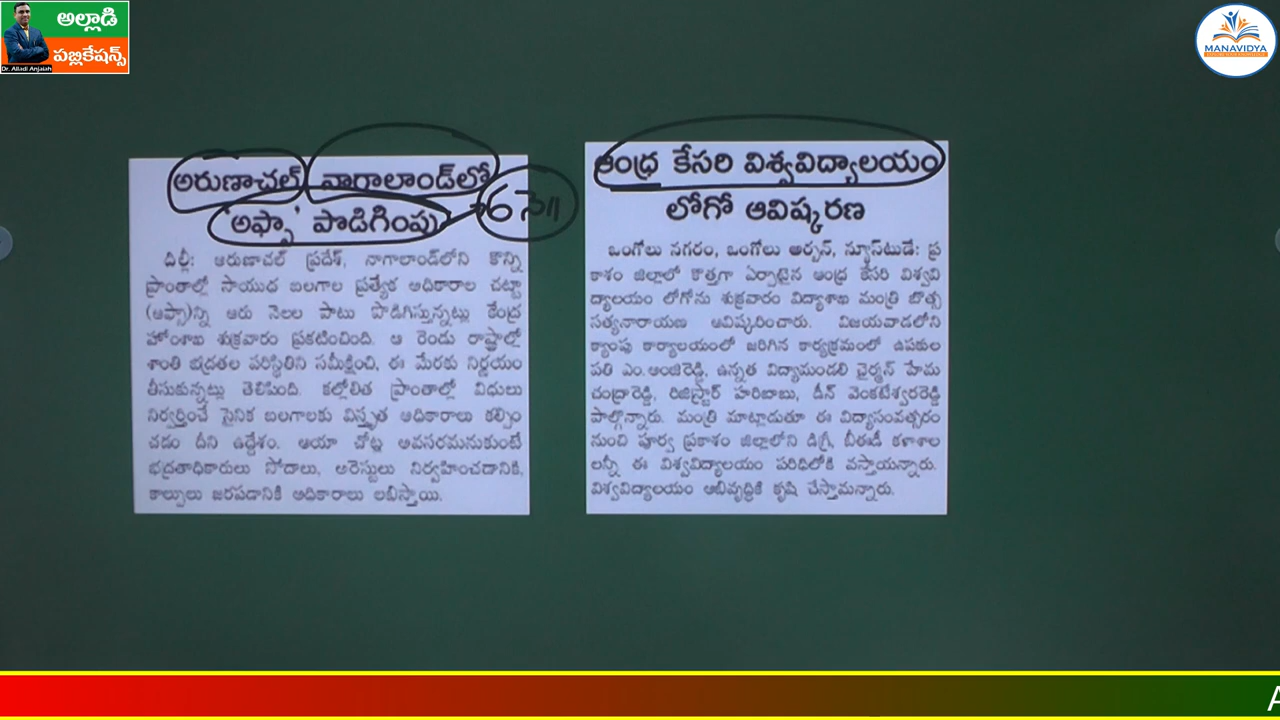 అల్లాడి
పబ్లికేషన్స్
Dr. Alladi Anjaiah
MANAVIDYA
అరుణాచల్ నాగాలాండ్‌లో
'అఫ్సా' పొడిగింపు
6 నె॥
దిల్లీ: అరుణాచల్ ప్రదేశ్, నాగాలాండ్‌లోని కొన్ని
ప్రాంతాల్లో సాయుధ బలగాల ప్రత్యేక అధికారాల చట్టా
(అఫ్సా)న్ని ఆరు నెలల పాటు పొడిగిస్తున్నట్లు కేంద్ర
హోంశాఖ శుక్రవారం ప్రకటించింది. ఆ రెండు రాష్ట్రాల్లో
శాంతి భద్రతల పరిస్థితిని సమీక్షించి, ఈ మేరకు నిర్ణయం
తీసుకున్నట్లు తెలిపింది. కల్లోలిత ప్రాంతాల్లో విధులు
నిర్వర్తించే సైనిక బలగాలకు విస్తృత అధికారాలు కల్పిం
చడం దీని ఉద్దేశం. ఆయా చోట్ల అవసరమనుకుంటే
భద్రతాధికారులు సోదాలు, అరెస్టులు నిర్వహించడానికి,
కాల్పులు జరపడానికి అధికారాలు లభిస్తాయి.
ఆంధ్ర కేసరి విశ్వవిద్యాలయం
లోగో ఆవిష్కరణ
ఒంగోలు నగరం, ఒంగోలు అర్బన్, న్యూస్‌టుడే: ప్ర
కాశం జిల్లాలో కొత్తగా ఏర్పాటైన ఆంధ్ర కేసరి విశ్వవి
ద్యాలయం లోగోను శుక్రవారం విద్యాశాఖ మంత్రి బొత్స
సత్యనారాయణ ఆవిష్కరించారు. విజయవాడలోని
క్యాంపు కార్యాలయంలో జరిగిన కార్యక్రమంలో ఉపకుల
పతి ఎం.అంజిరెడ్డి, ఉన్నత విద్యామండలి ఛైర్మన్ హేమ
చంద్రారెడ్డి, రిజిస్ట్రార్ హరిబాబు, డీన్ వెంకటేశ్వరరెడ్డి
పాల్గొన్నారు. మంత్రి మాట్లాడుతూ ఈ విద్యాసంవత్సరం
నుంచి పూర్వ ప్రకాశం జిల్లాలోని డిగ్రీ, బీఈడీ కళాశాల
లన్నీ ఈ విశ్వవిద్యాలయం పరిధిలోకి వస్తాయన్నారు.
విశ్వవిద్యాలయం అభివృద్ధికి కృషి చేస్తామన్నారు.
A